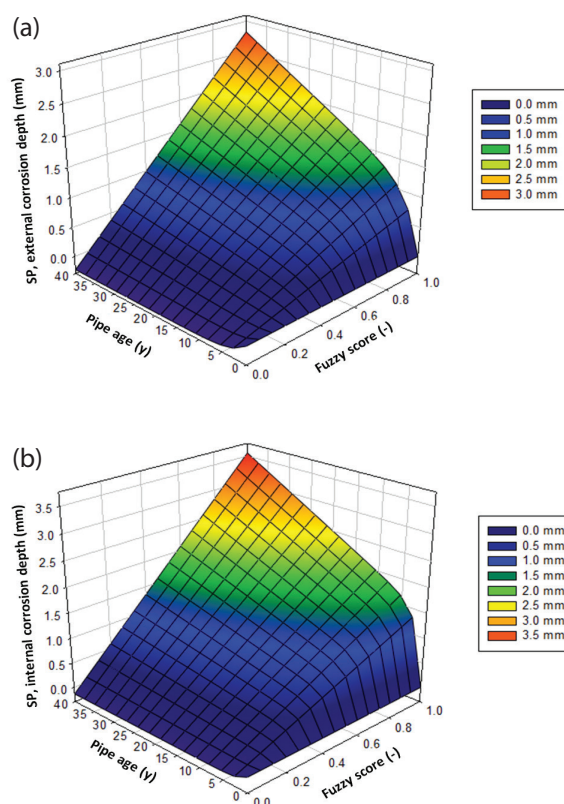 (a)
SP, external corrosion depth (mm)
3.0
2.5
2.0
1.5
1.0
0.5
0.0
40
35
30
25
20
15
10
5
0
Pipe age (y)
0.0
0.2
0.4
0.6
0.8
1.0
Fuzzy score (-)
0.0 mm
0.5 mm
1.0 mm
1.5 mm
2.0 mm
2.5 mm
3.0 mm
(b)
SP, internal corrosion depth (mm)
3.5
3.0
2.5
2.0
1.5
1.0
0.5
0.0
40
35
30
25
20
15
10
5
0
Pipe age (y)
0.0
0.2
0.4
0.6
0.8
1.0
Fuzzy score (-)
0.0 mm
0.5 mm
1.0 mm
1.5 mm
2.0 mm
2.5 mm
3.0 mm
3.5 mm